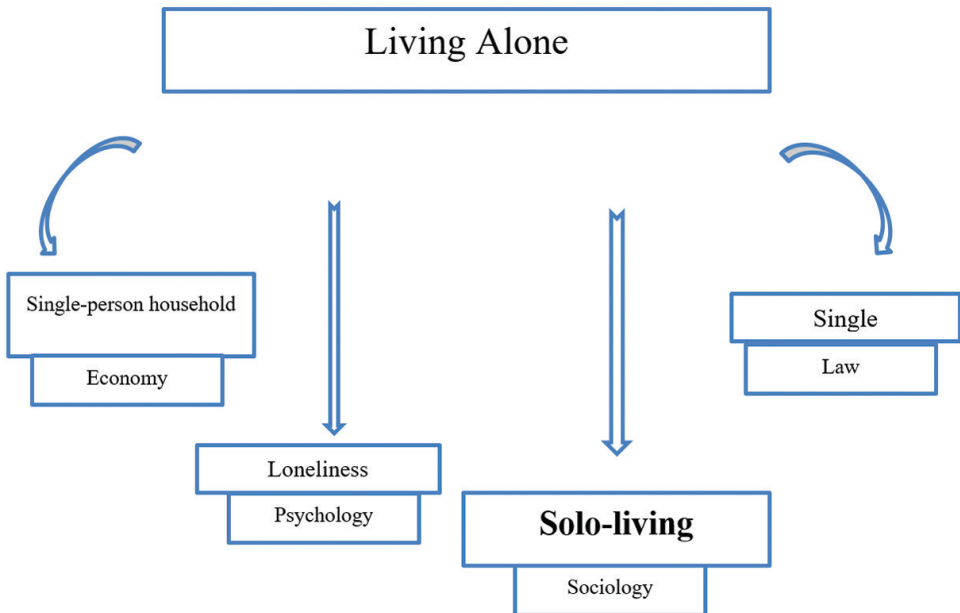 Living Alone
Single-person household
Economy
Single
Law
Loneliness
Psychology
Solo-living
Sociology